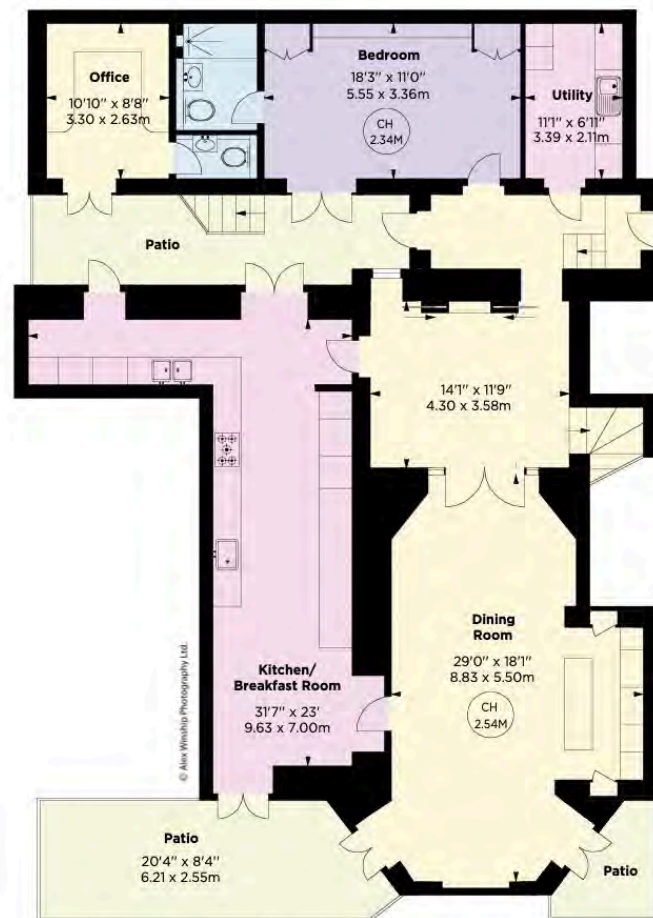 Office
10'10" x 8'8"
3.30 x 2.63m
Bedroom
18'3" x 11'0"
5.55 x 3.36m
CH
2.34M
Utility
11'1" x 6'11"
3.39 x 2.11m
Patio
14'1" x 11'9"
4.30 x 3.58m
Dining
Room
29'0" x 18'1"
8.83 x 5.50m
CH
2.54M
Kitchen/
Breakfast Room
31'7" x 23'
9.63 x 7.00m
© Alex Winship Photography Ltd.
Patio
20'4" x 8'4"
6.21 x 2.55m
Patio